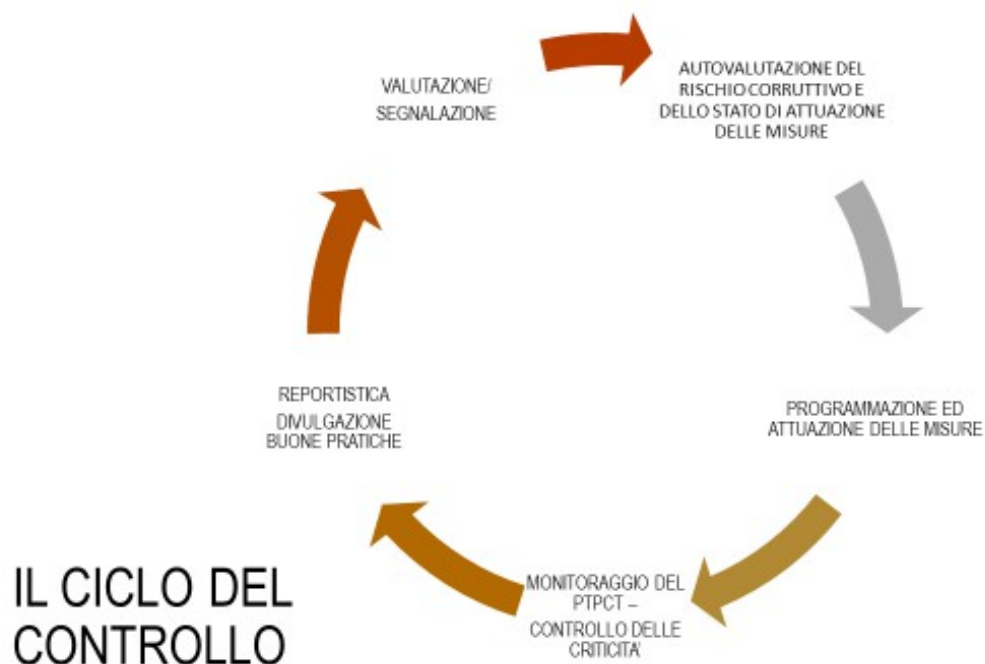 VALUTAZIONE/
SEGNALAZIONE
AUTOVALUTAZIONE DEL
RISCHIO CORRUTTIVO E
DELLO STATO DI ATTUAZIONE
DELLE MISURE
PROGRAMMAZIONE ED
ATTUAZIONE DELLE MISURE
MONITORAGGIO DEL
PTPCT –
CONTROLLO DELLE
CRITICITA'
REPORTISTICA
DIVULGAZIONE
BUONE PRATICHE
IL CICLO DEL
CONTROLLO